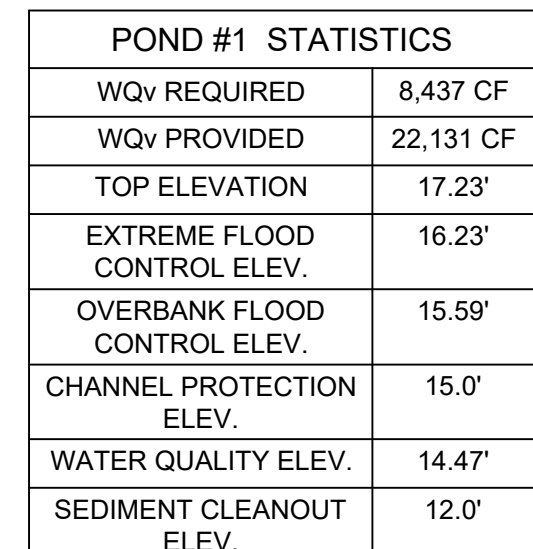 POND #1 STATISTICS
WQv REQUIRED 8,437 CF
WQv PROVIDED 22,131 CF
TOP ELEVATION 17.23'
EXTREME FLOOD 16.23'
CONTROL ELEV.
OVERBANK FLOOD 15.59'
CONTROL ELEV.
CHANNEL PROTECTION 15.0'
ELEV.
WATER QUALITY ELEV. 14.47'
SEDIMENT CLEANOUT 12.0'
ELEV.